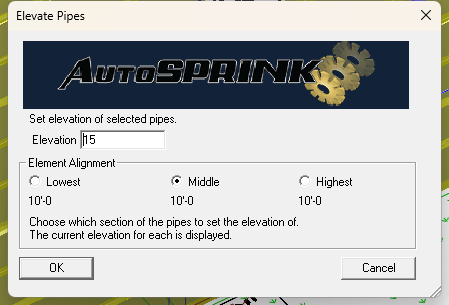 Elevate Pipes
AUTOSPRINK
Set elevation of selected pipes.
Elevation 15
Element Alignment
Lowest Middle Highest
10'-0 10'-0 10'-0
Choose which section of the pipes to set the elevation of.
The current elevation for each is displayed.
OK Cancel